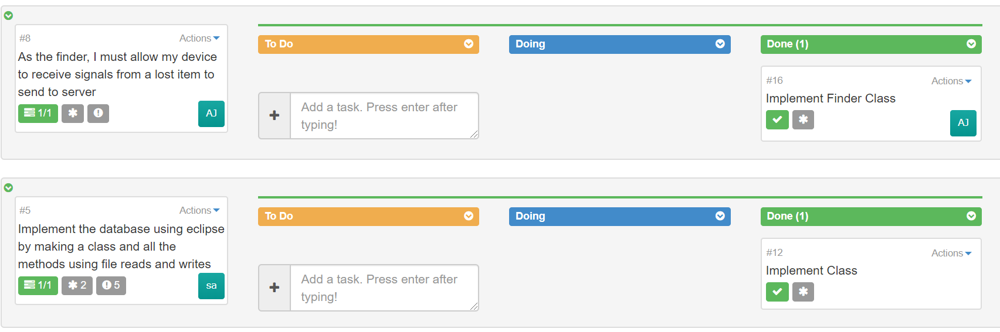 #8 Actions
As the finder, I must allow my device
to receive signals from a lost item to
send to server
1/1 AJ
To Do
Add a task. Press enter after
typing!
Doing
Done (1)
#16 Actions
Implement Finder Class
AJ
#5 Actions
Implement the database using eclipse
by making a class and all the
methods using file reads and writes
1/1 2 5 sa
To Do
Add a task. Press enter after
typing!
Doing
Done (1)
#12 Actions
Implement Class